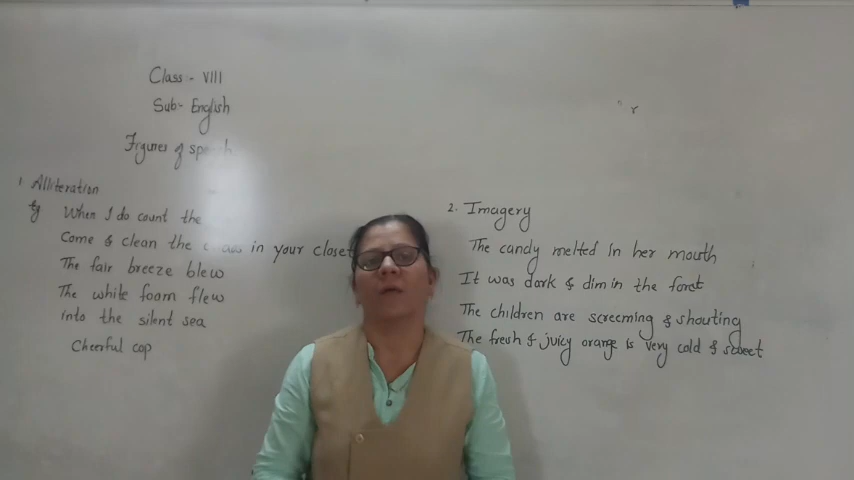 Class - VIII
Sub- English
Figures of speech
1. Alliteration
Eg When I do count the
Come & clean the in your closet
The fair breeze blew
The white foam flew
into the silent sea
Cheerful cop
2. Imagery
The candy melted in her mouth
It was dark & dim in the forst
The children are screeming & shouting
The fresh & juicy orange is very cold & sweet